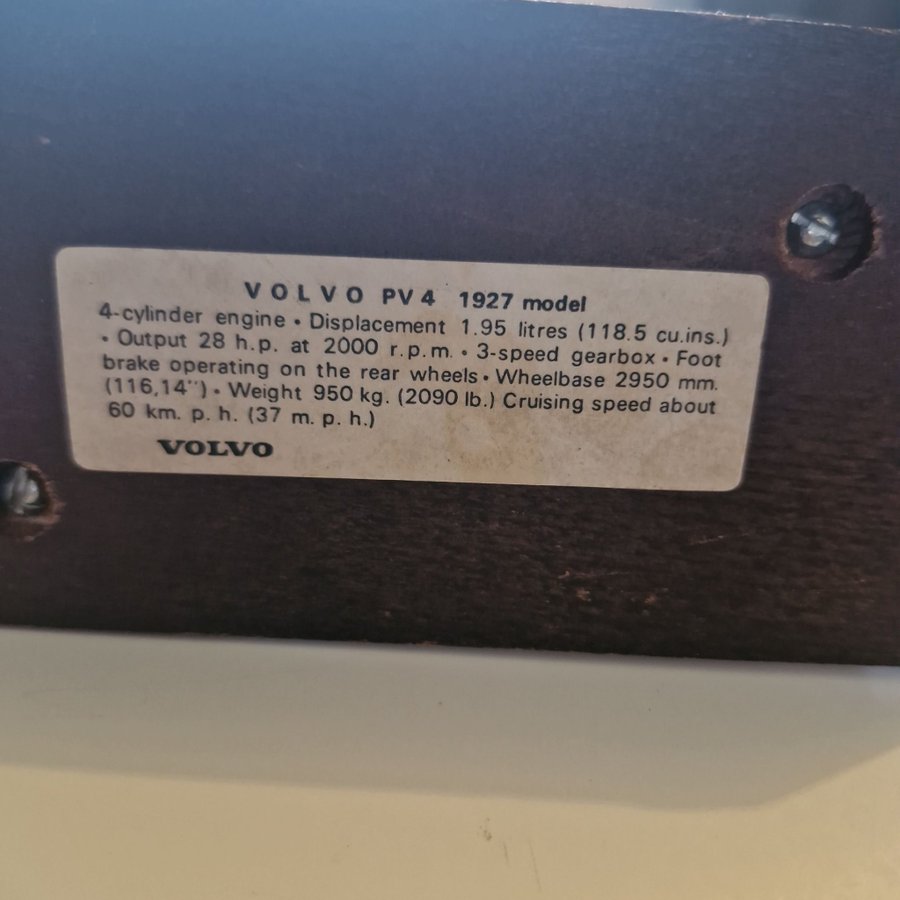 VOLVO PV4 1927 model
4-cylinder engine • Displacement 1.95 litres (118.5 cu.ins.)
• Output 28 h.p. at 2000 r.p.m. • 3-speed gearbox • Foot
brake operating on the rear wheels • Wheelbase 2950 mm.
(116,14'') • Weight 950 kg. (2090 lb.) Cruising speed about
60 km. p. h. (37 m. p. h.)
VOLVO